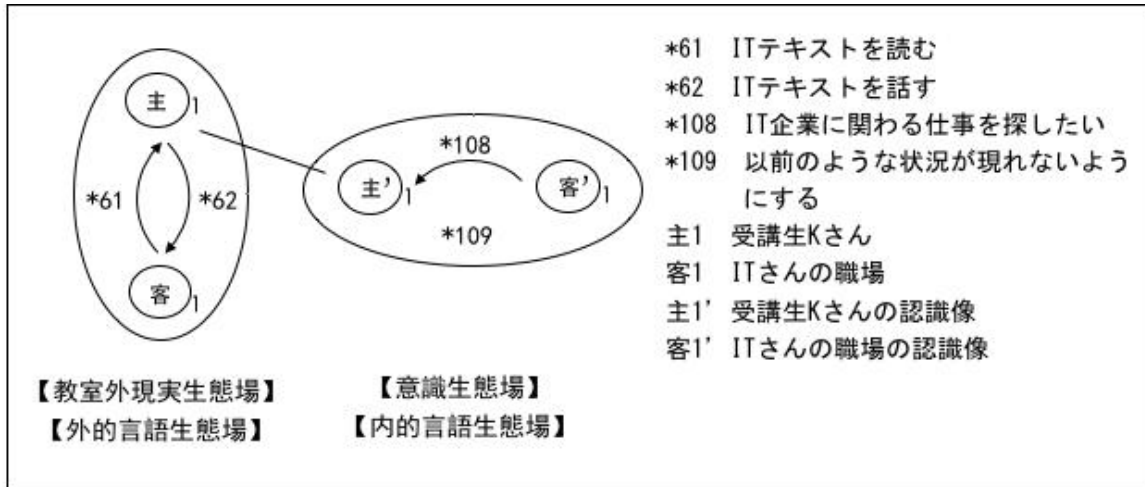 主1
*61
*62
客1
*108
主’1
客’1
*109
【教室外現実生態場】
【外的言語生態場】
【意識生態場】
【内的言語生態場】
*61 ITテキストを読む
*62 ITテキストを話す
*108 IT企業に関わる仕事を探したい
*109 以前のような状況が現れないよう
にする
主1 受講生Kさん
客1 ITさんの職場
主1’ 受講生Kさんの認識像
客1’ ITさんの職場の認識像